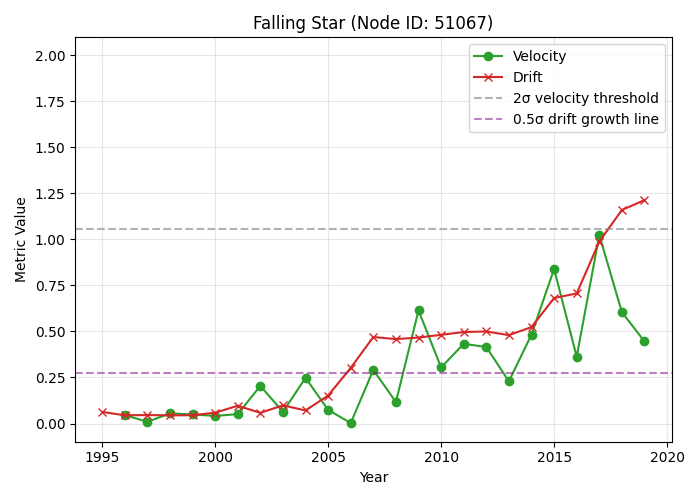 Falling Star (Node ID: 51067)
Velocity
Drift
2σ velocity threshold
0.5σ drift growth line
Metric Value
2.00
1.75
1.50
1.25
1.00
0.75
0.50
0.25
0.00
1995
2000
2005
2010
2015
2020
Year